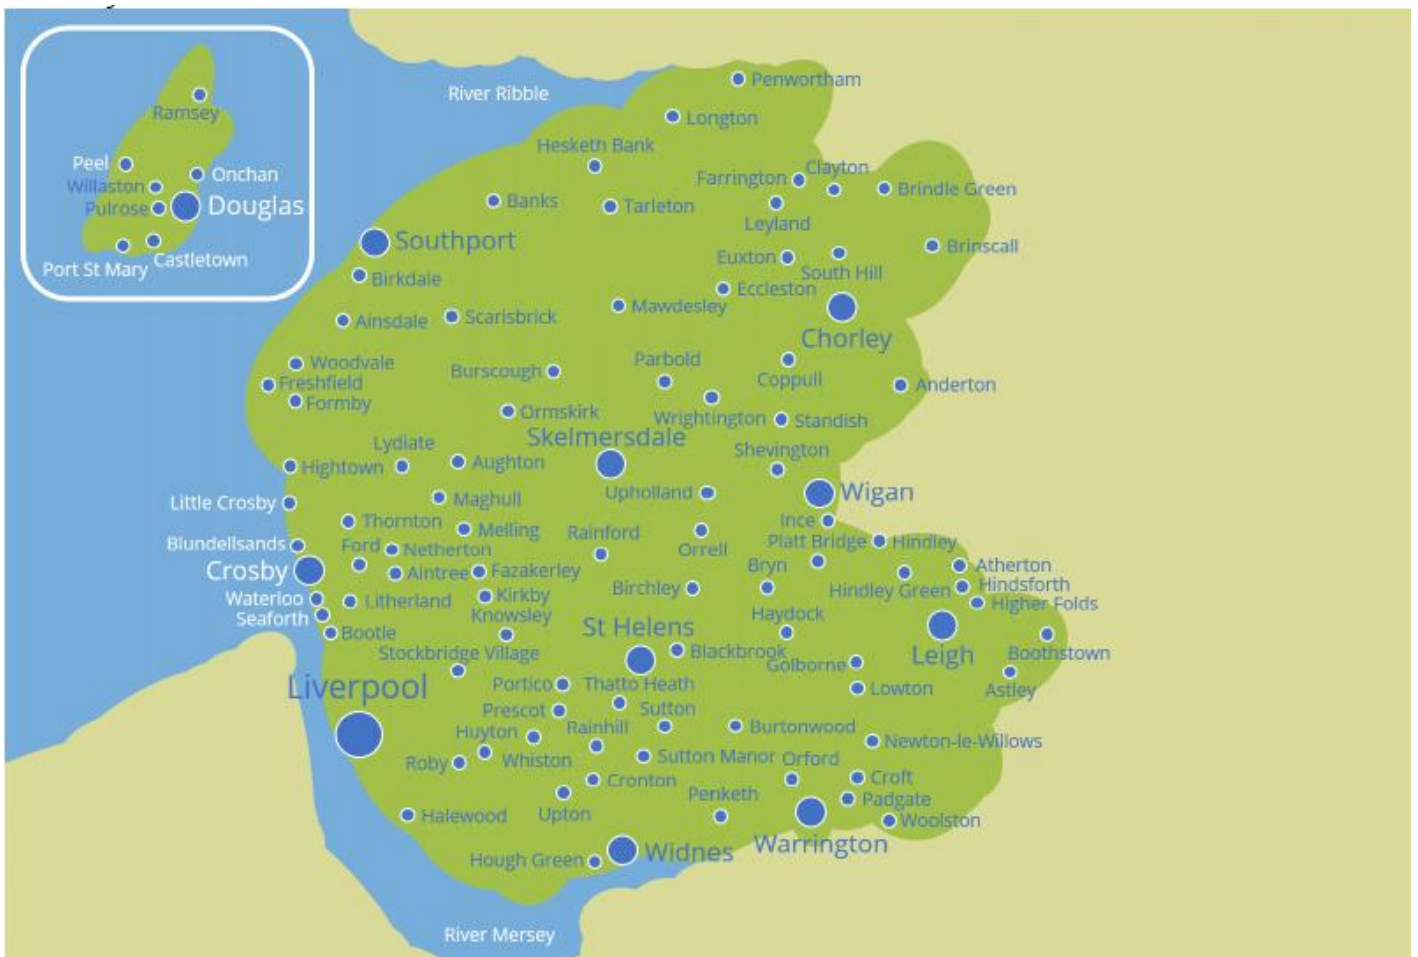 River Ribble
Penwortham
Longton
Ramsey
Hesketh Bank
Clayton
Peel
Onchan
Farrington
Willaston
Brindle Green
Pulrose
Douglas
Banks
Tarleton
Leyland
Southport
Brinscall
Castletown
Port St Mary
Euxton
South Hill
Birkdale
Eccleston
Mawdesley
Ainsdale
Scarisbrick
Chorley
Woodvale
Parbold
Burscough
Coppull
Freshfield
Anderton
Formby
Ormskirk
Wrightington
Standish
Lydiate
Skelmersdale
Shevington
Hightown
Aughton
Upholland
Wigan
Little Crosby
Maghull
Thornton
Melling
Rainford
Ince
Blundellsands
Ford
Netherton
Orrell
Platt Bridge
Hindley
Crosby
Aintree
Fazakerley
Bryn
Atherton
Birchley
Hindley Green
Hindsforth
Waterloo
Litherland
Kirkby
Higher Folds
Seaforth
Knowsley
Haydock
Bootle
St Helens
Stockbridge Village
Blackbrook
Leigh
Boothstown
Golborne
Liverpool
Portico
Thatto Heath
Lowton
Astley
Prescot
Sutton
Huyton
Rainhill
Burtonwood
Newton-le-Willows
Roby
Whiston
Sutton Manor
Orford
Cronton
Croft
Penketh
Padgate
Halewood
Upton
Woolston
Warrington
Hough Green
Widnes
River Mersey